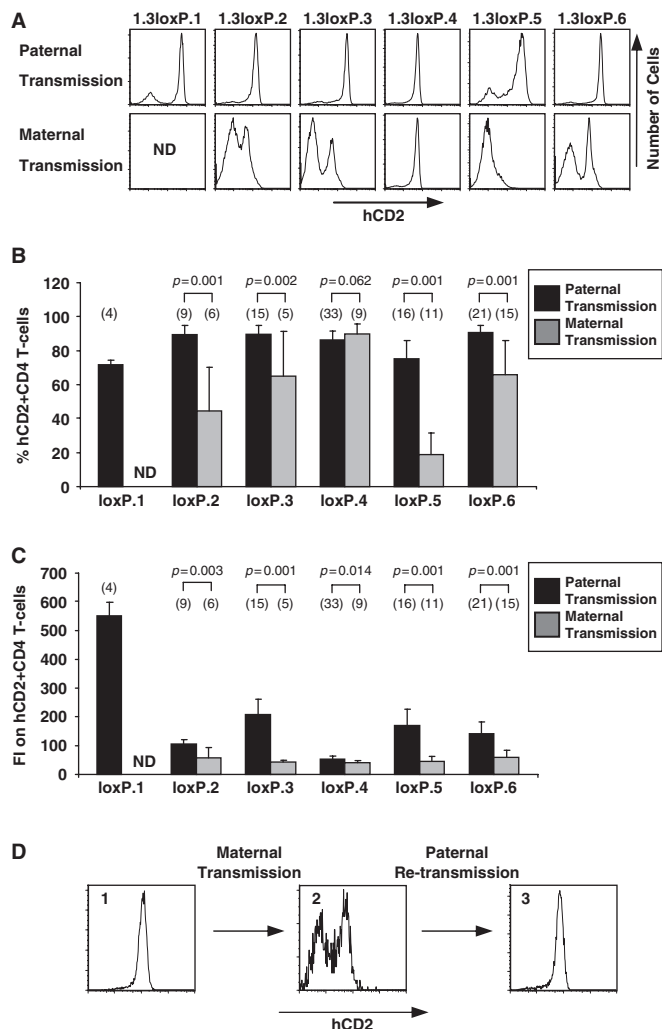 A
1.3loxP.1 1.3loxP.2 1.3loxP.3 1.3loxP.4 1.3loxP.5 1.3loxP.6
Paternal
Transmission
Maternal
Transmission
ND
Number of Cells
hCD2
B
% hCD2+CD4 T-cells
120
100
80
60
40
20
0
p=0.001 p=0.002 p=0.062 p=0.001 p=0.001
(4) (9) (6) (15) (5) (33) (9) (16) (11) (21) (15)
ND
loxP.1 loxP.2 loxP.3 loxP.4 loxP.5 loxP.6
Paternal
Transmission
Maternal
Transmission
C
FI on hCD2+CD4 T-cells
700
600
500
400
300
200
100
0
p=0.003 p=0.001 p=0.014 p=0.001 p=0.001
(4) (9) (6) (15) (5) (33) (9) (16) (11) (21) (15)
ND
loxP.1 loxP.2 loxP.3 loxP.4 loxP.5 loxP.6
Paternal
Transmission
Maternal
Transmission
D
Maternal
Transmission
Paternal
Re-transmission
1
2
3
hCD2